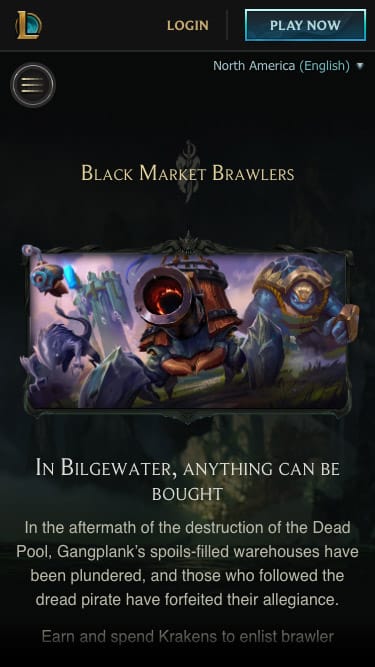 LOGIN
PLAY NOW
North America (English) ▼
Black Market Brawlers
In Bilgewater, anything can be
bought
In the aftermath of the destruction of the Dead
Pool, Gangplank’s spoils-filled warehouses have
been plundered, and those who followed the
dread pirate have forfeited their allegiance.
Earn and spend Krakens to enlist brawler